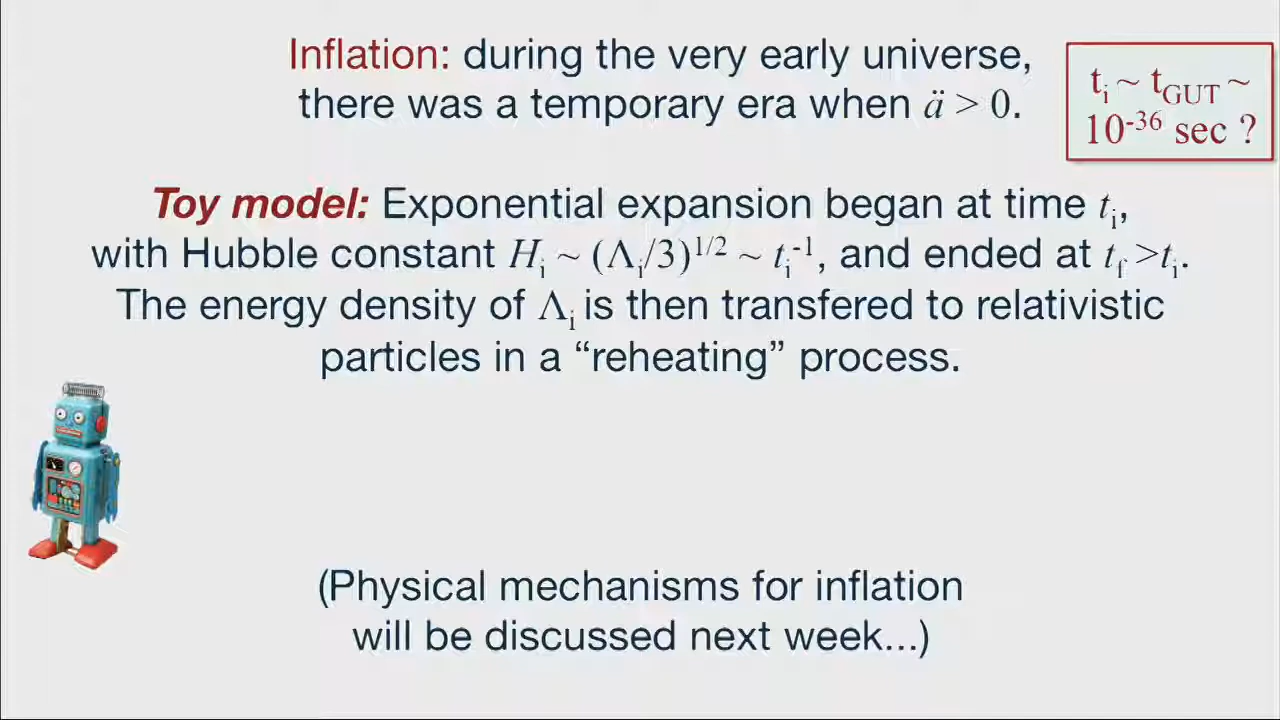 Inflation: during the very early universe,
there was a temporary era when ä > 0.
tᵢ ~ t_GUT ~
10⁻³⁶ sec ?
Toy model: Exponential expansion began at time tᵢ,
with Hubble constant Hᵢ ~ (Λᵢ/3)¹ᐟ² ~ tᵢ⁻¹, and ended at t_f >tᵢ.
The energy density of Λᵢ is then transfered to relativistic
particles in a “reheating” process.
(Physical mechanisms for inflation
will be discussed next week...)